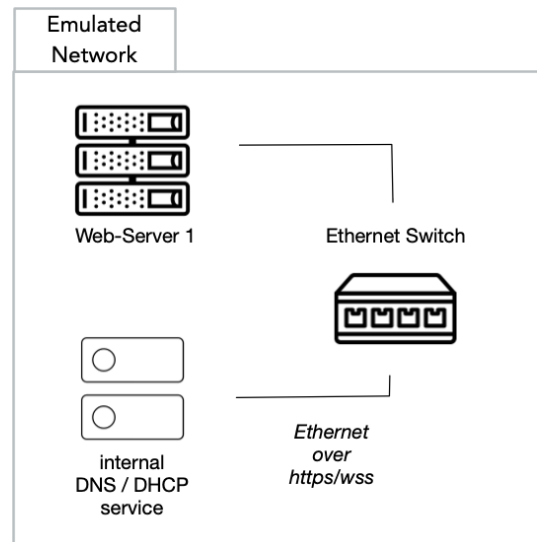 Emulated
Network
Web-Server 1
Ethernet Switch
Ethernet
over
https/wss
internal
DNS / DHCP
service